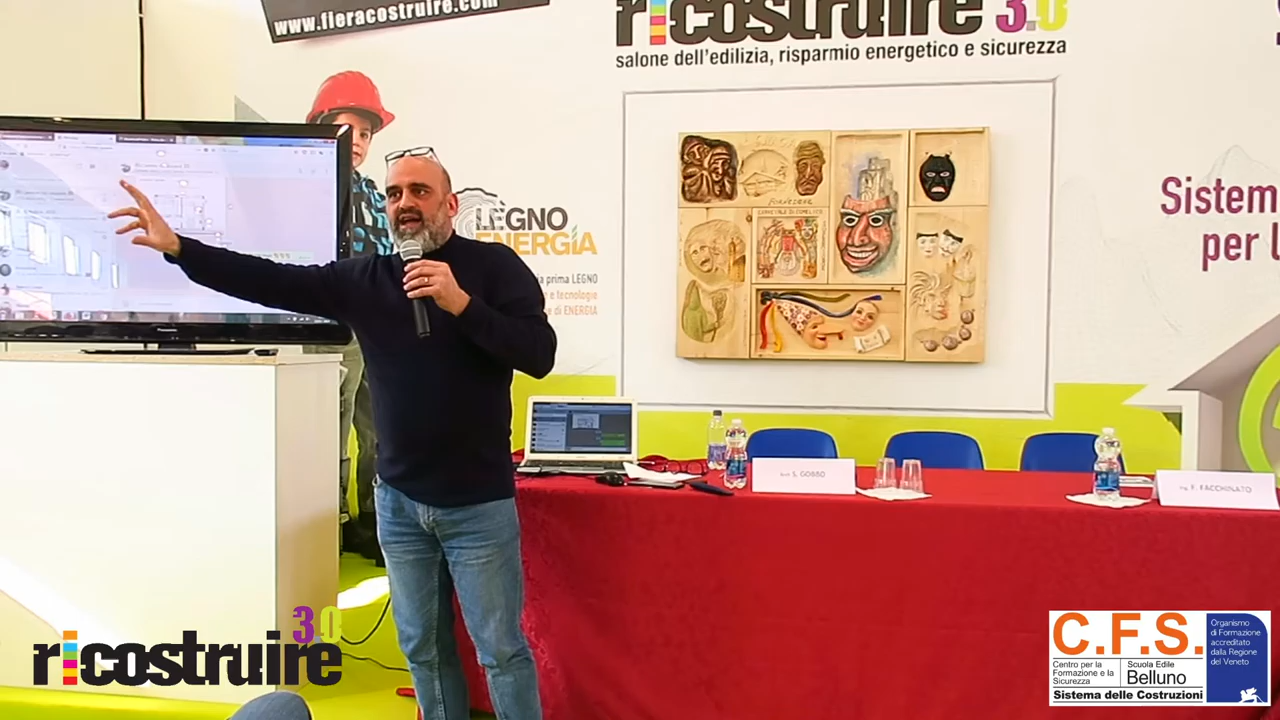 www.fieracostruire.com
ricostruire 3.0
salone dell'edilizia, risparmio energetico e sicurezza
LEGNO
ENERGIA
prima LEGNO
e tecnologie
di ENERGIA
Sistem
per l
S. GOBBO
F. FACCHINATO
Panasonic
ricostruire 3.0
C.F.S.
Centro per la
Formazione e la
Sicurezza
Scuola Edile
Belluno
Sistema delle Costruzioni
Organismo
di Formazione
accreditato
dalla Regione
del Veneto